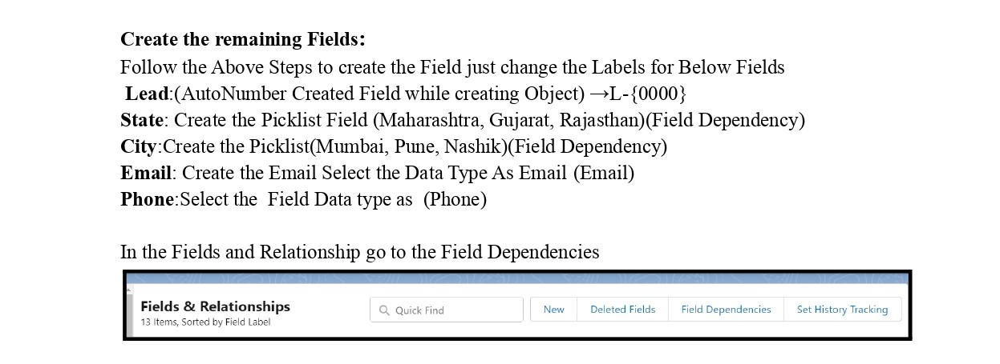 Create the remaining Fields:
Follow the Above Steps to create the Field just change the Labels for Below Fields
Lead:(AutoNumber Created Field while creating Object) →L-{0000}
State: Create the Picklist Field (Maharashtra, Gujarat, Rajasthan)(Field Dependency)
City:Create the Picklist(Mumbai, Pune, Nashik)(Field Dependency)
Email: Create the Email Select the Data Type As Email (Email)
Phone:Select the  Field Data type as  (Phone)
In the Fields and Relationship go to the Field Dependencies
Fields & Relationships
13 Items, Sorted by Field Label
Quick Find
New Deleted Fields Field Dependencies Set History Tracking